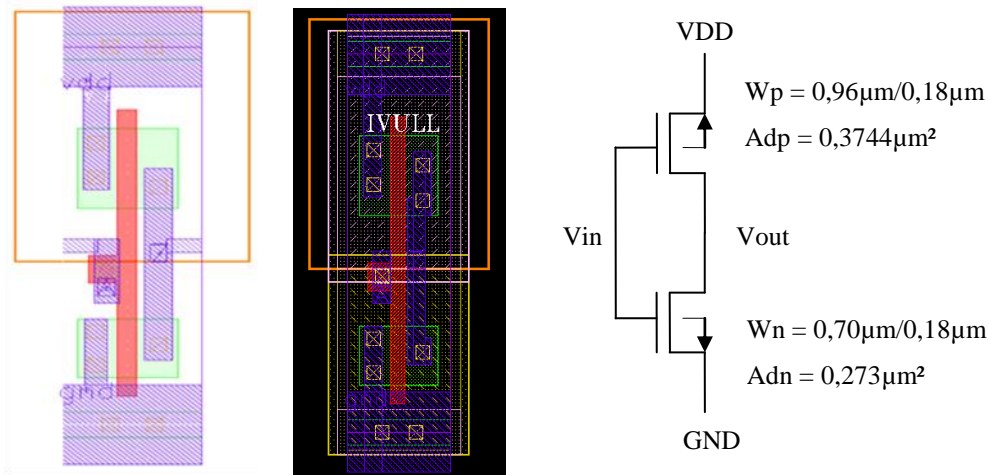 vdd
gnd
IVULL
VDD
Wp = 0,96µm/0,18µm
Adp = 0,3744µm²
Vin
Vout
Wn = 0,70µm/0,18µm
Adn = 0,273µm²
GND